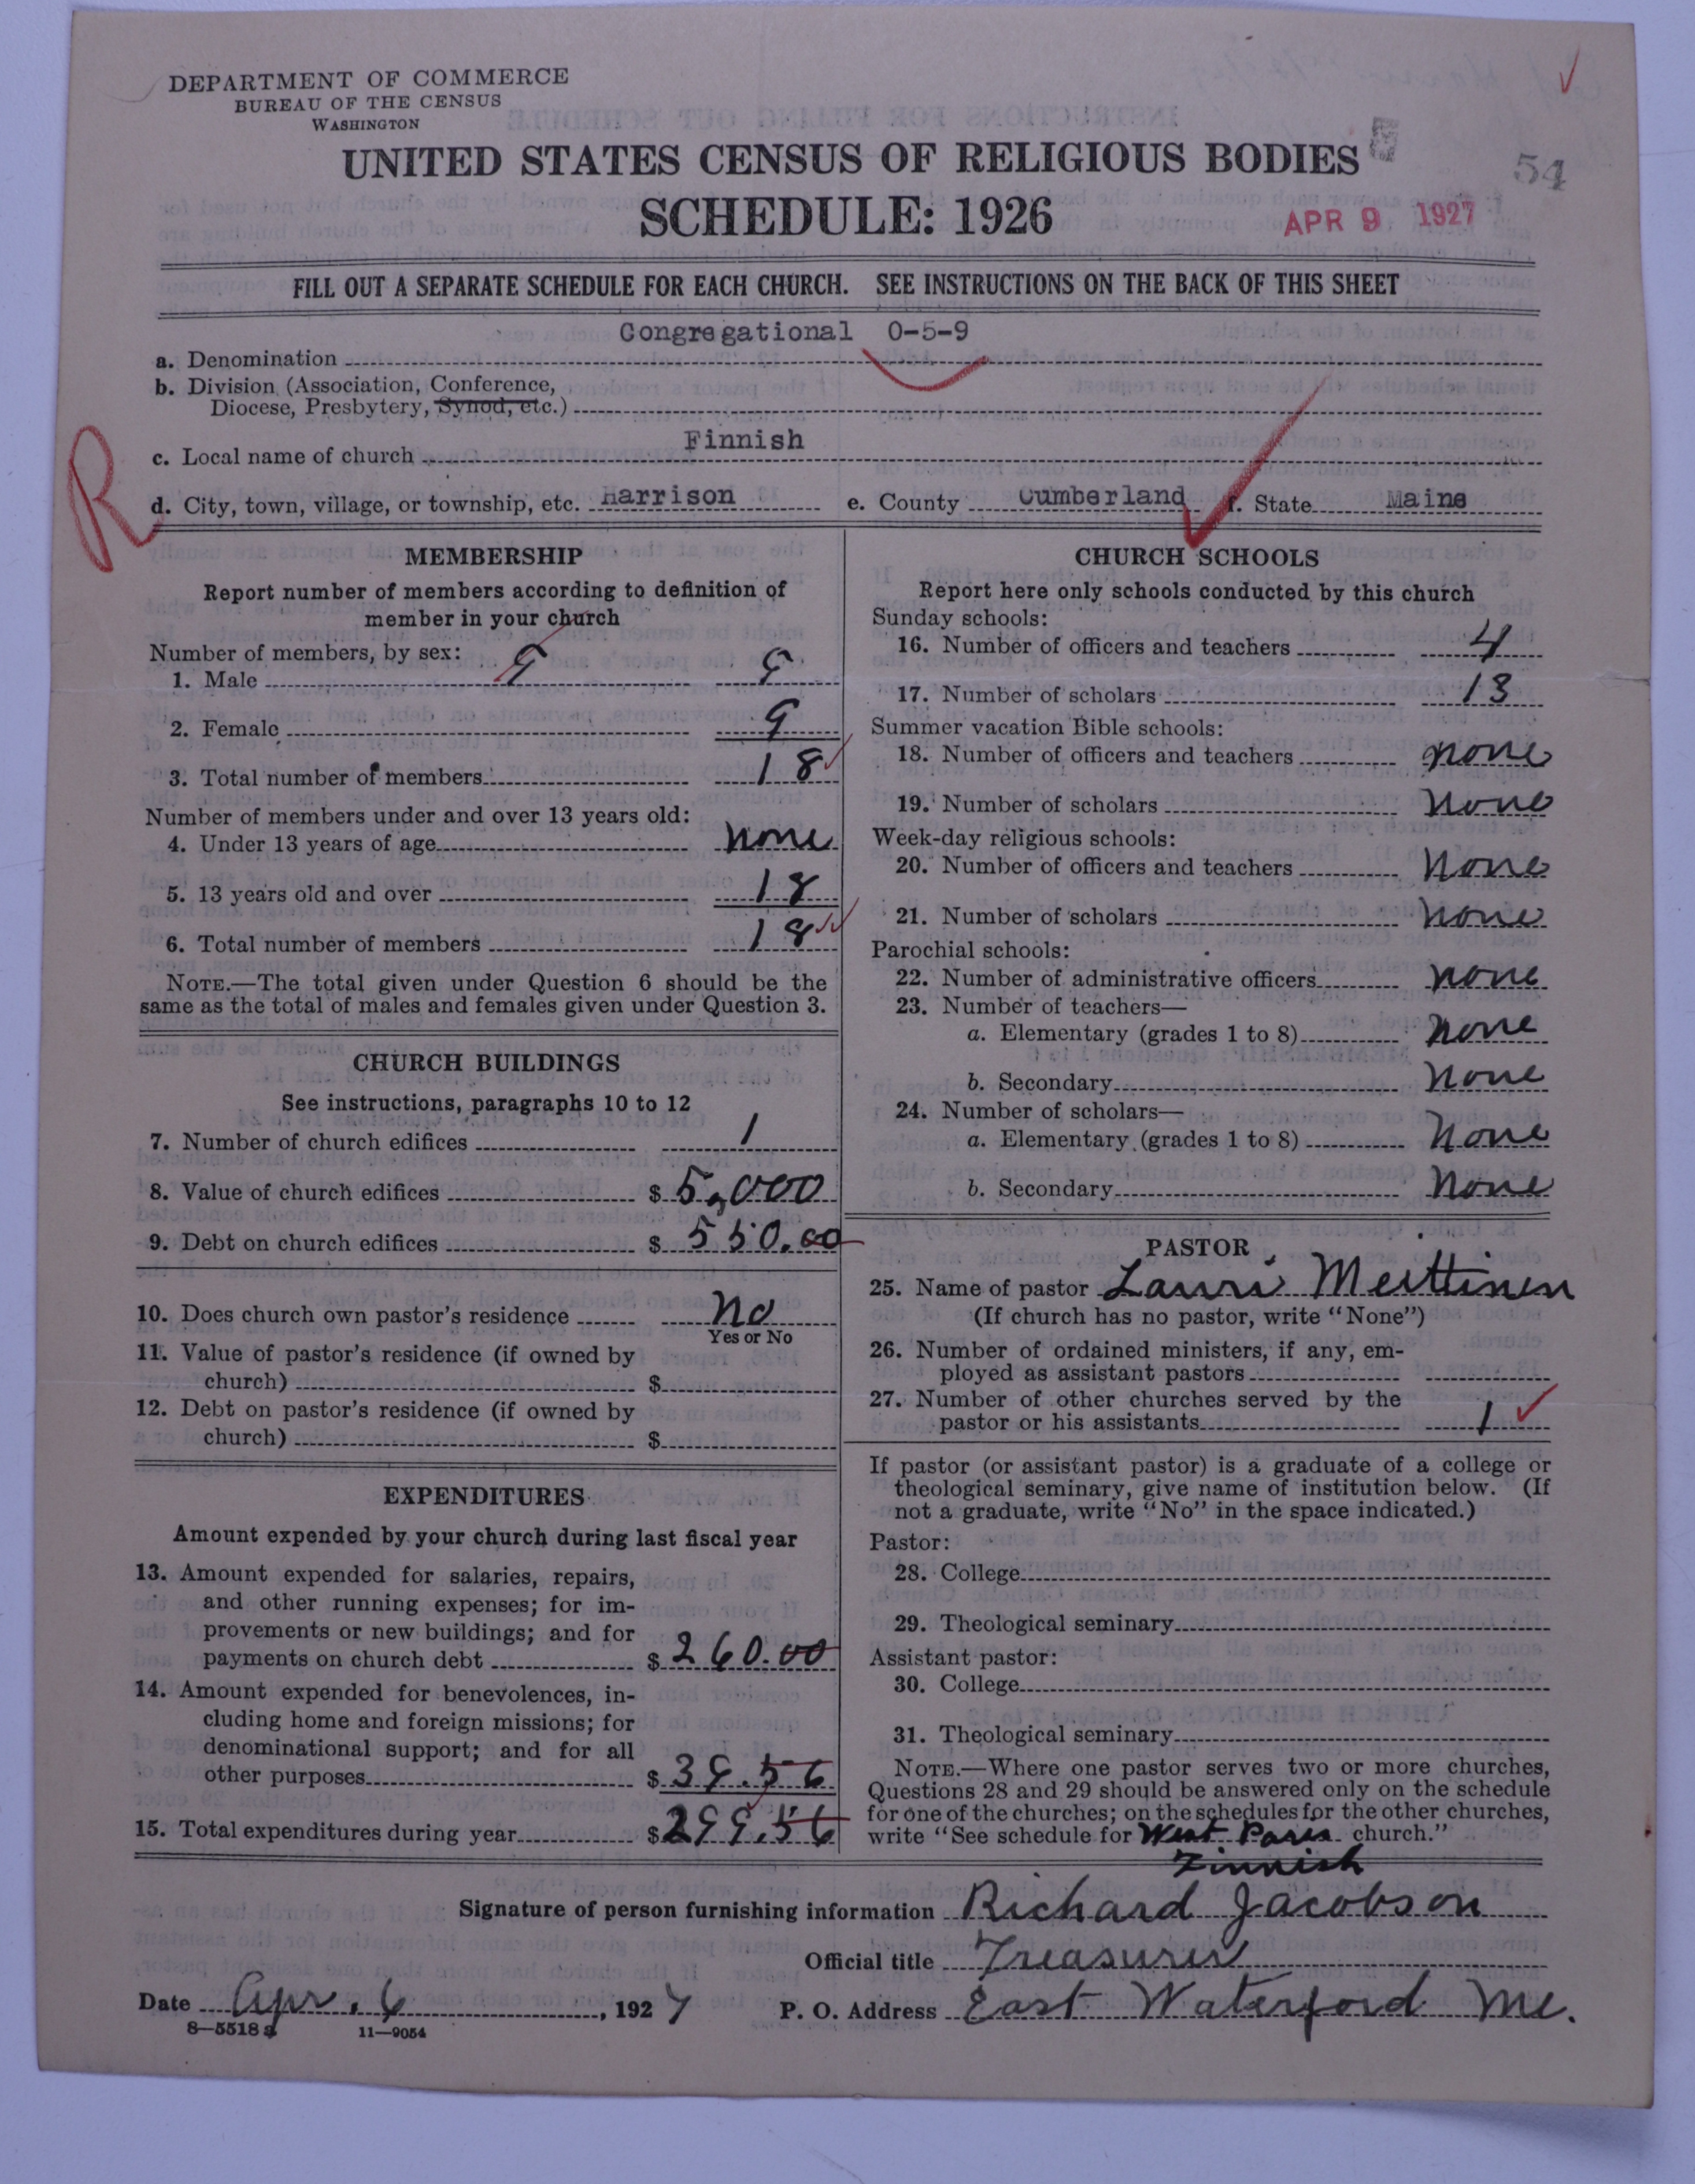 DEPARTMENT OF COMMERCE
BUREAU OF THE CENSUS
WASHINGTON
UNITED STATES CENSUS OF RELIGIOUS BODIES
54
SCHEDULE: 1926
APR 9 1927
FILL OUT A SEPARATE SCHEDULE FOR EACH CHURCH. SEE INSTRUCTIONS ON THE BACK OF THIS SHEET
a. Denomination Congregational 0-5-9
b. Division (Association, Conference,
Diocese, Presbytery, Synod, etc.)
R
c. Local name of church Finnish
d. City, town, village, or township, etc. Harrison e. County Cumberland f. State Maine
MEMBERSHIP
Report number of members according to definition of
member in your church
Number of members, by sex: 9
1. Male 9
2. Female 9
3. Total number of members 18
Number of members under and over 13 years old:
4. Under 13 years of age none
5. 13 years old and over 18
6. Total number of members 18
NOTE.—The total given under Question 6 should be the
same as the total of males and females given under Question 3.
CHURCH BUILDINGS
See instructions, paragraphs 10 to 12
7. Number of church edifices 1
8. Value of church edifices $ 5,000
9. Debt on church edifices $ 550.00
10. Does church own pastor's residence No
Yes or No
11. Value of pastor's residence (if owned by
church) $
12. Debt on pastor's residence (if owned by
church) $
EXPENDITURES
Amount expended by your church during last fiscal year
13. Amount expended for salaries, repairs,
and other running expenses; for im-
provements or new buildings; and for
payments on church debt $ 260.00
14. Amount expended for benevolences, in-
cluding home and foreign missions; for
denominational support; and for all
other purposes $ 39.56
15. Total expenditures during year $ 299.56
CHURCH SCHOOLS
Report here only schools conducted by this church
Sunday schools:
16. Number of officers and teachers 4
17. Number of scholars 13
Summer vacation Bible schools:
18. Number of officers and teachers none
19. Number of scholars none
Week-day religious schools:
20. Number of officers and teachers None
21. Number of scholars none
Parochial schools:
22. Number of administrative officers none
23. Number of teachers—
a. Elementary (grades 1 to 8) none
b. Secondary None
24. Number of scholars—
a. Elementary (grades 1 to 8) None
b. Secondary None
PASTOR
25. Name of pastor Lauri Meittinen
(If church has no pastor, write "None")
26. Number of ordained ministers, if any, em-
ployed as assistant pastors
27. Number of other churches served by the
pastor or his assistants 1
If pastor (or assistant pastor) is a graduate of a college or
theological seminary, give name of institution below. (If
not a graduate, write "No" in the space indicated.)
Pastor:
28. College
29. Theological seminary
Assistant pastor:
30. College
31. Theological seminary
NOTE.—Where one pastor serves two or more churches,
Questions 28 and 29 should be answered only on the schedule
for one of the churches; on the schedules for the other churches,
write "See schedule for West Paris church."
Finnish
Signature of person furnishing information Richard Jacobson
Official title Treasurer
Date Apr. 6, 1927 P. O. Address East Waterford Me.
8—5518a 11—9054